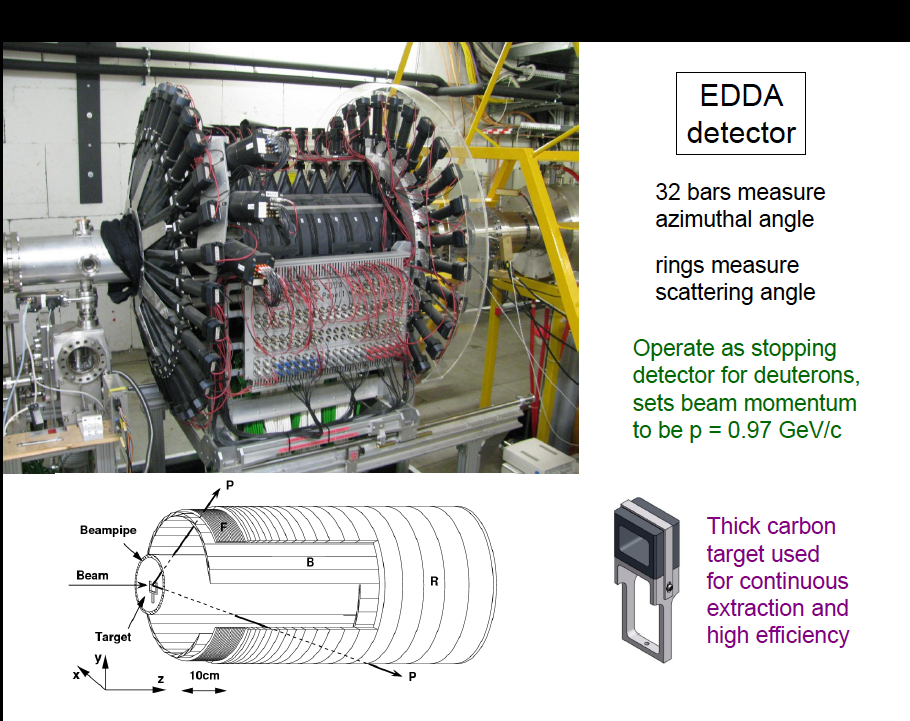 EDDA
detector
32 bars measure
azimuthal angle
rings measure
scattering angle
Operate as stopping
detector for deuterons,
sets beam momentum
to be p = 0.97 GeV/c
P
F
Beampipe
B
Beam
R
Target
y
x
z
10cm
P
Thick carbon
target used
for continuous
extraction and
high efficiency